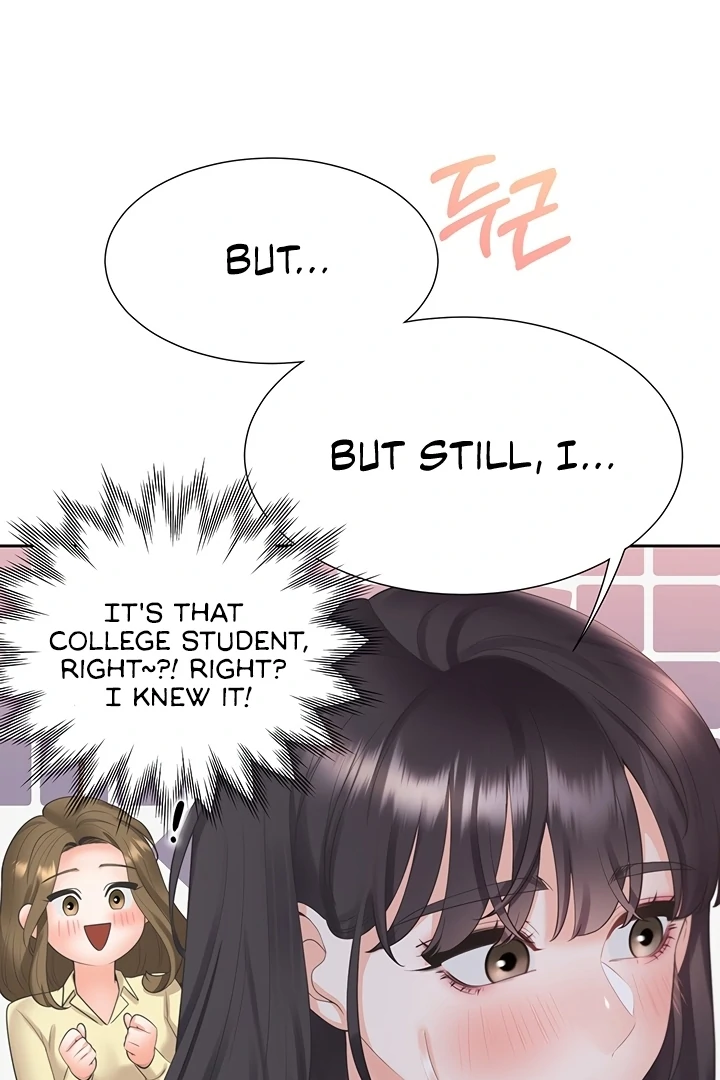 두근
BUT...
BUT STILL, I...
IT'S THAT
COLLEGE STUDENT,
RIGHT~?! RIGHT?
I KNEW IT!
!